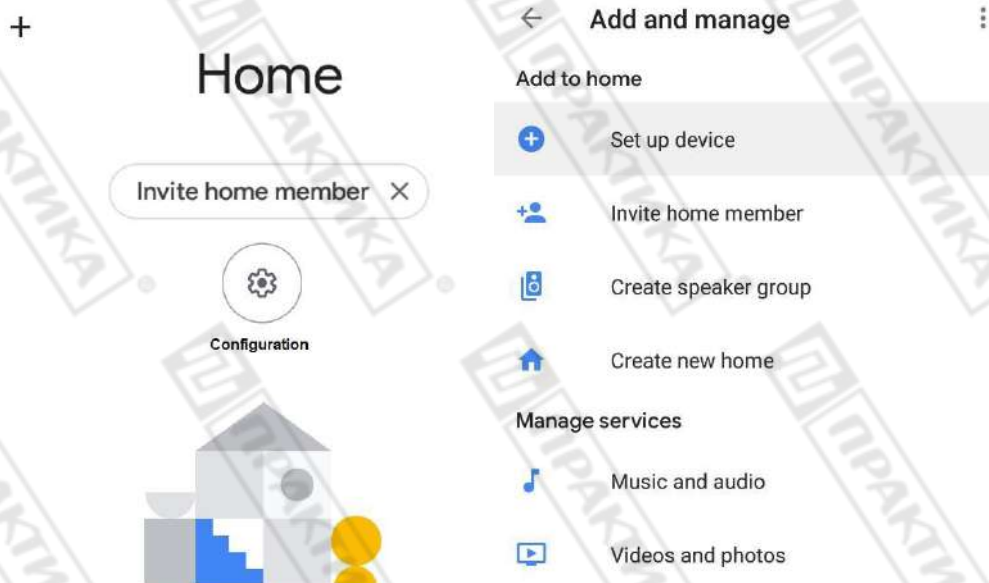 Home
Invite home member
Configuration
Add and manage
Add to home
Set up device
Invite home member
Create speaker group
Create new home
Manage services
Music and audio
Videos and photos
ПРАКТИКА